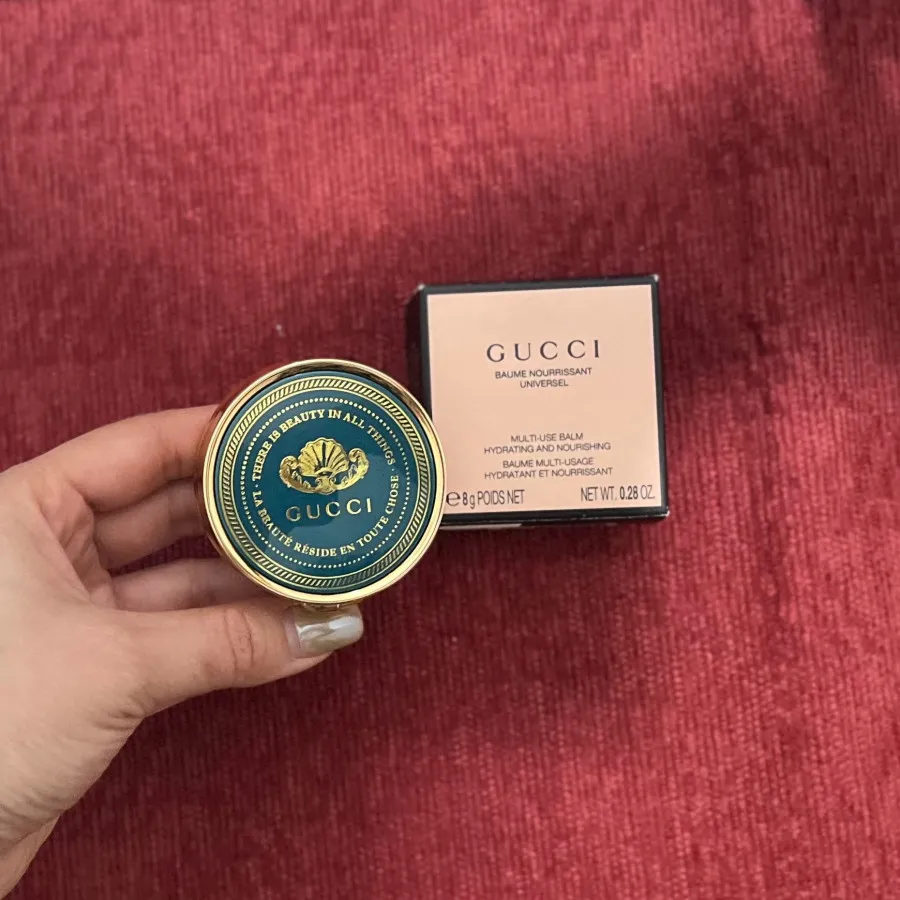 · THERE IS BEAUTY IN ALL THINGS ·
GUCCI
LA BEAUTÉ RÉSIDE EN TOUTE CHOSE
GUCCI
BAUME NOURRISSANT
UNIVERSEL
MULTI-USE BALM
HYDRATING AND NOURISHING
BAUME MULTI-USAGE
HYDRATANT ET NOURRISSANT
e 8 g POIDS NET NET WT. 0.28 OZ.